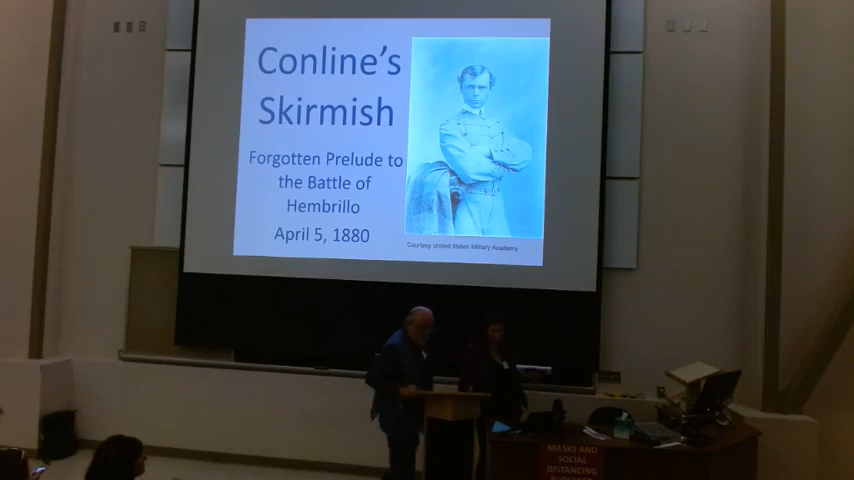 Conline's
Skirmish
Forgotten Prelude to
the Battle of
Hembrillo
April 5, 1880
Courtesy United States Military Academy
MASKS AND
SOCIAL
DISTANCING